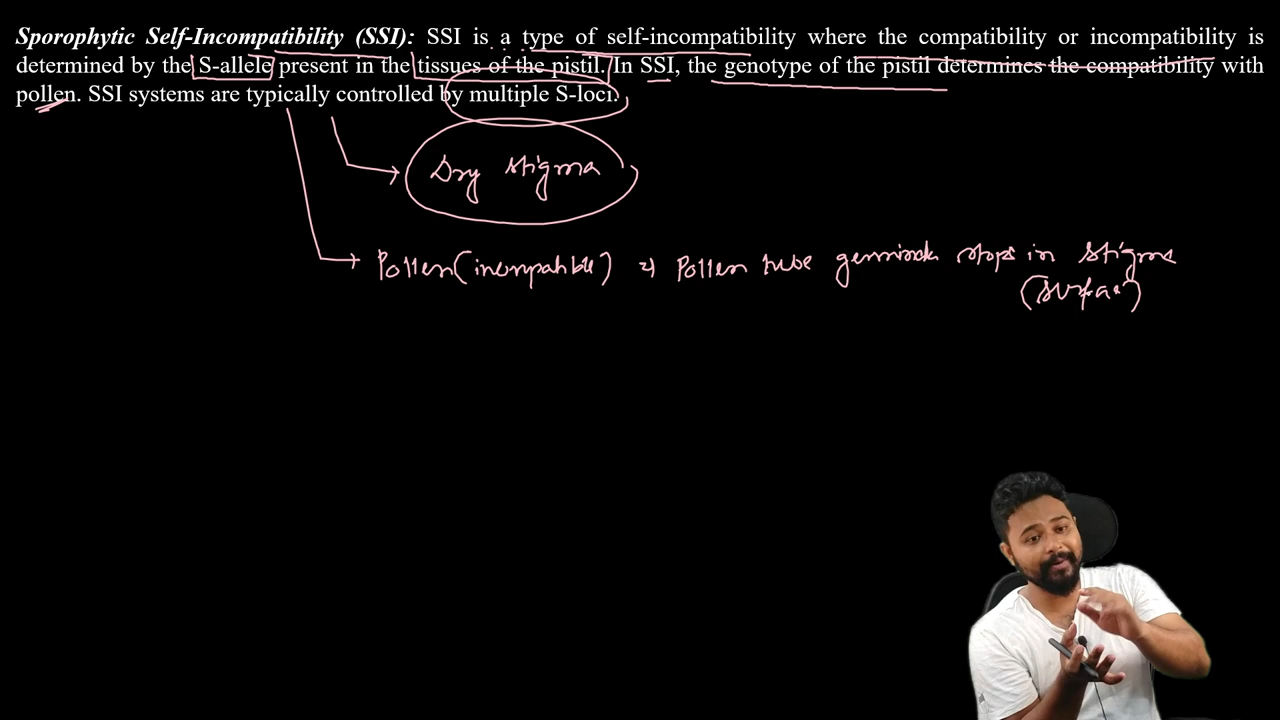 Sporophytic Self-Incompatibility (SSI): SSI is a type of self-incompatibility where the compatibility or incompatibility is
determined by the S-allele present in the tissues of the pistil. In SSI, the genotype of the pistil determines the compatibility with
pollen. SSI systems are typically controlled by multiple S-loci.
Dry stigma
Pollen (incompatible) Pollen tube stops in stigma
(surface)